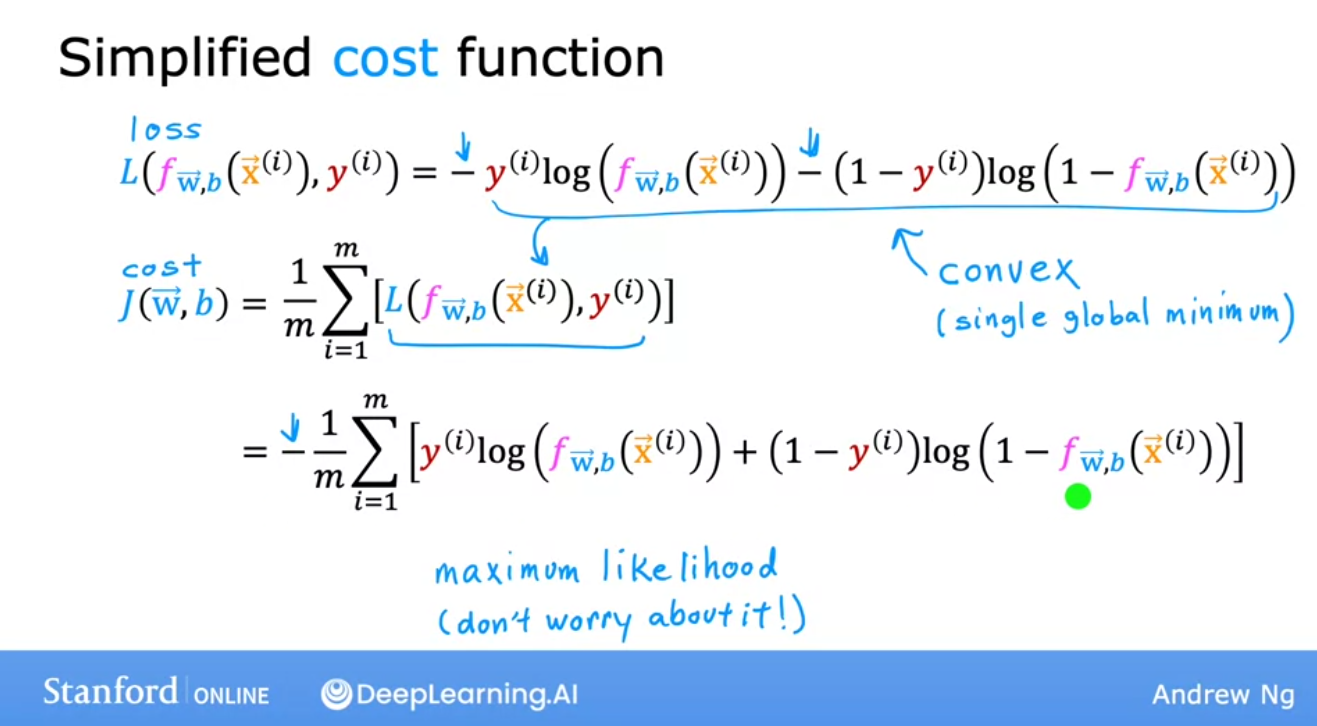 Simplified cost function
loss
L(f_{\vec{w},b}(\vec{x}^{(i)}), y^{(i)}) = − y^{(i)}log(f_{\vec{w},b}(\vec{x}^{(i)})) − (1 − y^{(i)})log(1 − f_{\vec{w},b}(\vec{x}^{(i)}))
convex
(single global minimum)
cost
J(\vec{w}, b) = \frac{1}{m} \sum_{i=1}^{m} [L(f_{\vec{w},b}(\vec{x}^{(i)}), y^{(i)})]
= − \frac{1}{m} \sum_{i=1}^{m} [y^{(i)}log(f_{\vec{w},b}(\vec{x}^{(i)})) + (1 − y^{(i)})log(1 − f_{\vec{w},b}(\vec{x}^{(i)}))]
maximum likelihood
(don't worry about it!)
Stanford ONLINE DeepLearning.AI Andrew Ng